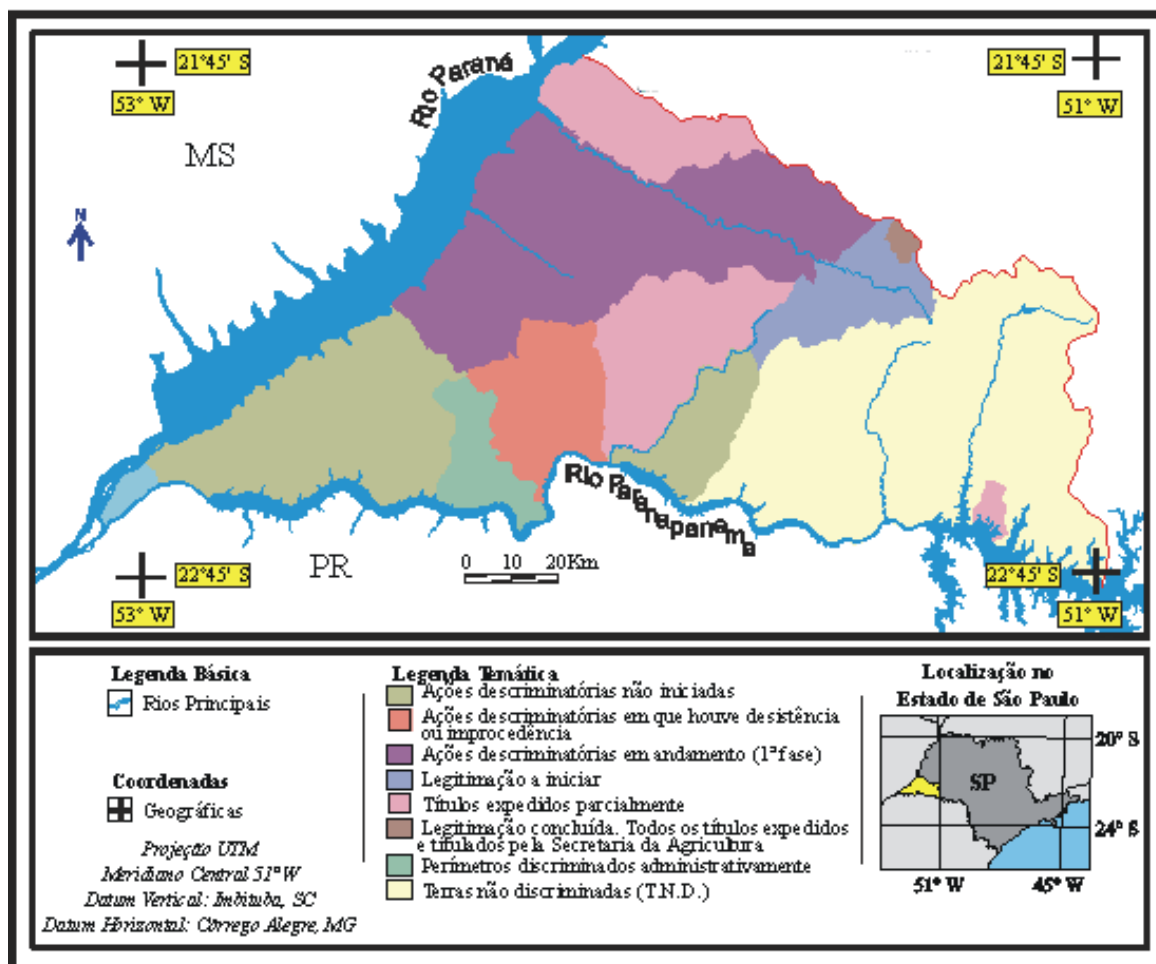 21°45' S
21°45' S
53° W
51° W
Rio Paraná
MS
N
Rio Paranapanema
PR
0 10 20Km
22°45' S
22°45' S
53° W
51° W
Legenda Básica
Rios Principais
Coordenadas
Geográficas
Projeção UTM
Meridiano Central 51°W
Datum Vertical: Imbituba, SC
Datum Horizontal: Córrego Alegre, MG
Legenda Temática
Ações descriminatórias não iniciadas
Ações descriminatórias em que houve desistência
ou improcedência
Ações descriminatórias em andamento (1ª fase)
Legitimação a iniciar
Títulos expedidos parcialmente
Legitimação concluída. Todos os títulos expedidos
e titulados pela Secretaria da Agricultura
Perímetros discriminados administrativamente
Terras não discriminadas (T.N.D.)
Localização no
Estado de São Paulo
20° S
SP
24° S
51° W
45° W